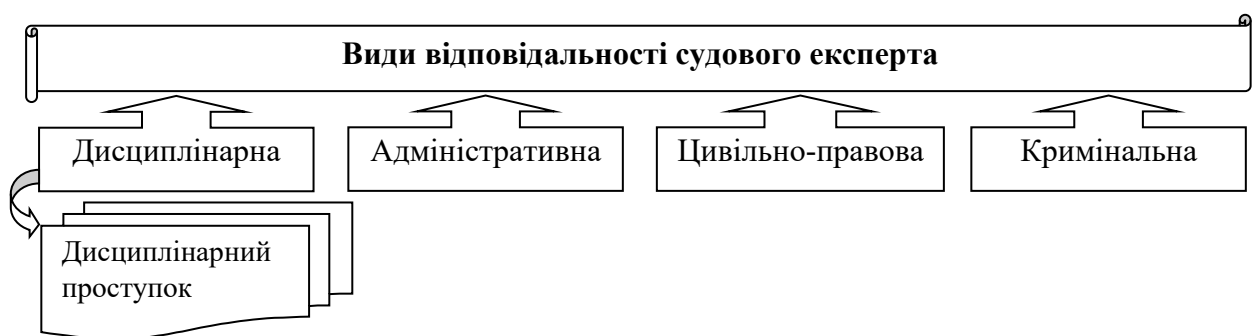 Види відповідальності судового експерта
Дисциплінарна
Адміністративна
Цивільно-правова
Кримінальна
Дисциплінарний
проступок